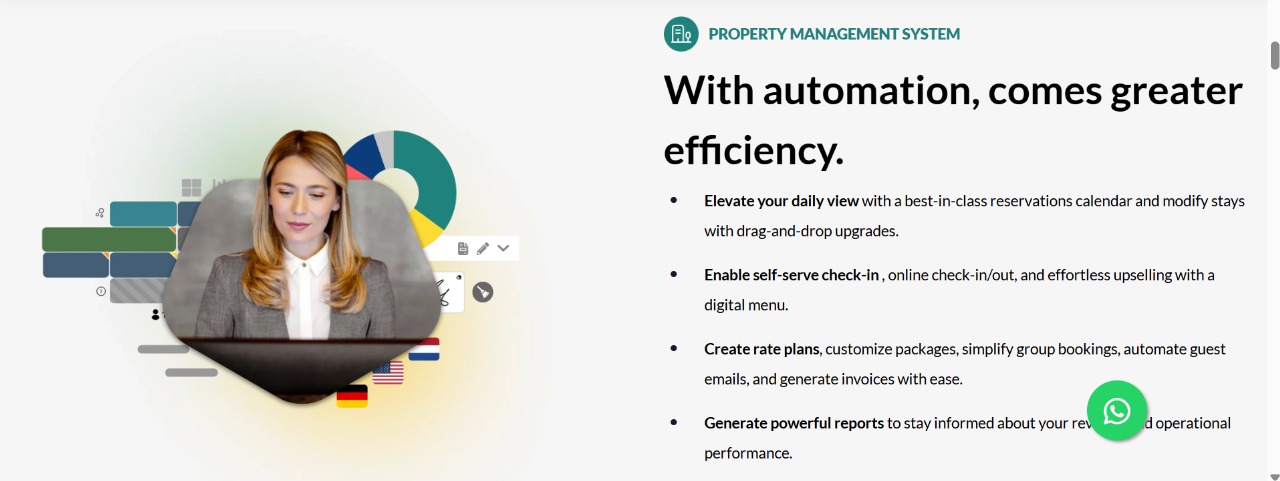 PROPERTY MANAGEMENT SYSTEM
With automation, comes greater
efficiency.
• Elevate your daily view with a best-in-class reservations calendar and modify stays
with drag-and-drop upgrades.
• Enable self-serve check-in , online check-in/out, and effortless upselling with a
digital menu.
• Create rate plans, customize packages, simplify group bookings, automate guest
emails, and generate invoices with ease.
• Generate powerful reports to stay informed about your operational
performance.